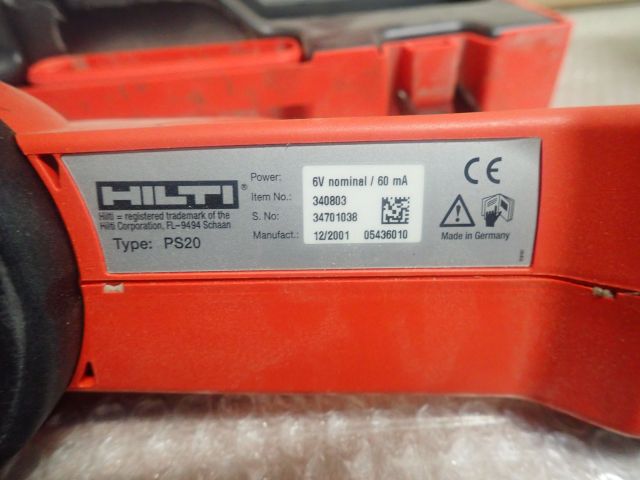 HILTI®
Hilti = registered trademark of the
Hilti Corporation, FL-9494 Schaan
Type: PS20
Power: 6V nominal / 60 mA
Item No.: 340803
S. No: 34701038
Manufact.: 12/2001 05436010
CE
Made in Germany